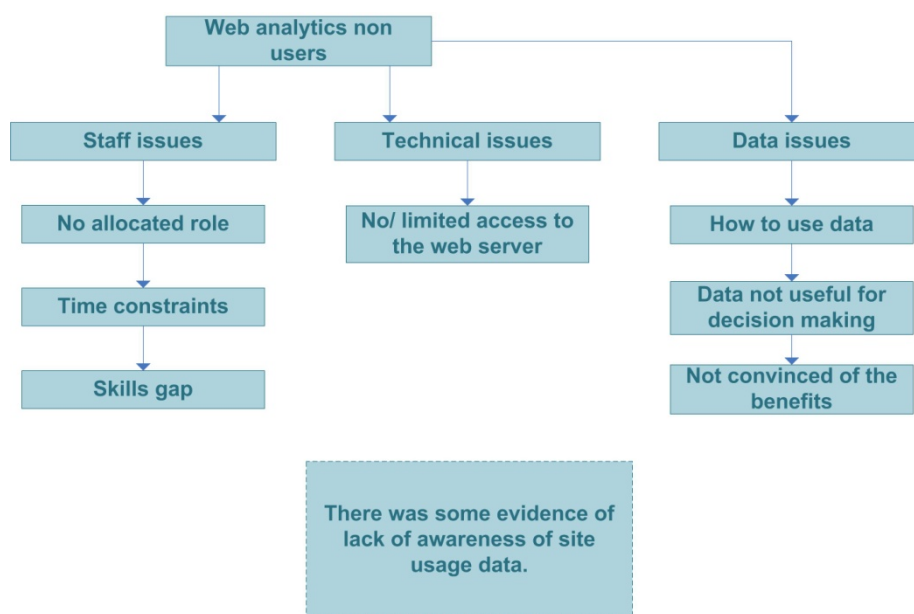 Web analytics non
users
Staff issues
Technical issues
Data issues
No allocated role
No/ limited access to
the web server
How to use data
Time constraints
Data not useful for
decision making
Skills gap
Not convinced of the
benefits
There was some evidence of
lack of awareness of site
usage data.